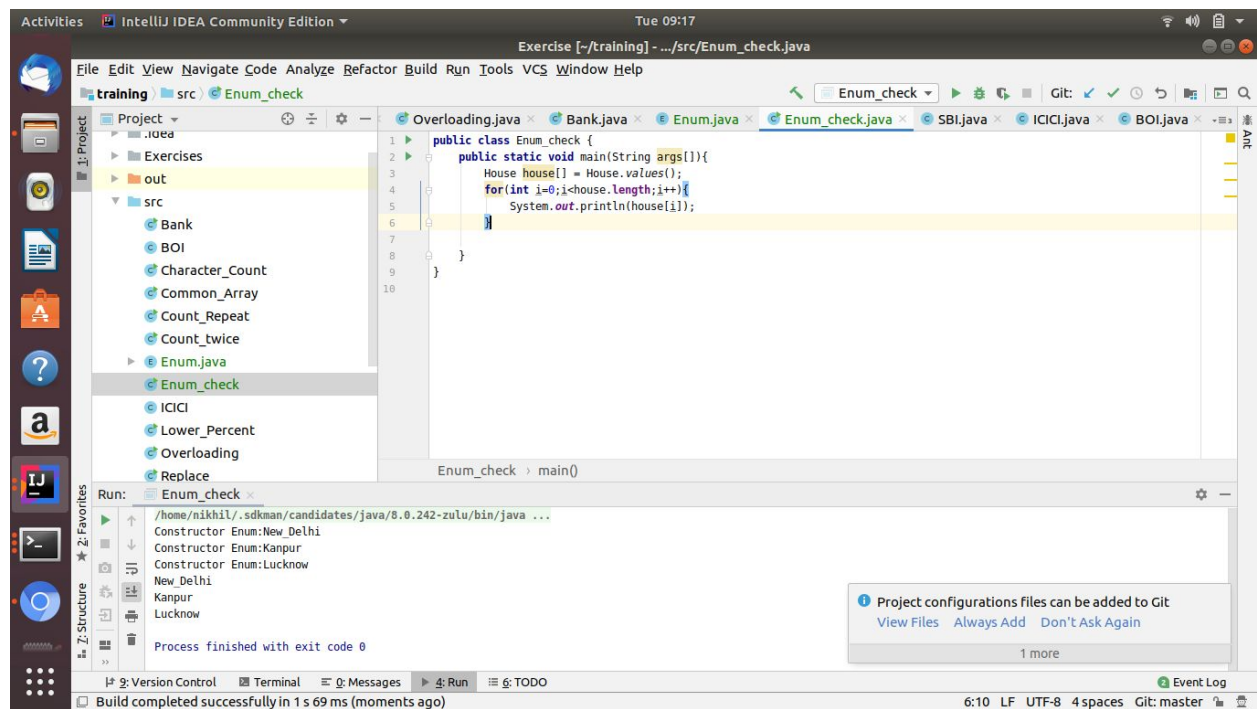 Activities IntelliJ IDEA Community Edition Tue 09:17
Exercise [~/training] - .../src/Enum_check.java
File Edit View Navigate Code Analyze Refactor Build Run Tools VCS Window Help
training src Enum_check Enum_check Git:
1: Project
Project
.idea
Exercises
out
src
Bank
BOI
Character_Count
Common_Array
Count_Repeat
Count_twice
Enum.java
Enum_check
ICICI
Lower_Percent
Overloading
Replace
Overloading.java Bank.java Enum.java Enum_check.java SBI.java ICICI.java BOI.java
Ant
1 public class Enum_check {
2 public static void main(String args[]){
3 House house[] = House.values();
4 for(int i=0;i<house.length;i++){
5 System.out.println(house[i]);
6 }
7
8 }
9 }
10
Enum_check › main()
2: Favorites
7: Structure
Run: Enum_check
/home/nikhil/.sdkman/candidates/java/8.0.242-zulu/bin/java ...
Constructor Enum:New_Delhi
Constructor Enum:Kanpur
Constructor Enum:Lucknow
New_Delhi
Kanpur
Lucknow
Process finished with exit code 0
Project configurations files can be added to Git
View Files Always Add Don't Ask Again
1 more
9: Version Control Terminal 0: Messages 4: Run 6: TODO 2 Event Log
Build completed successfully in 1 s 69 ms (moments ago) 6:10 LF UTF-8 4 spaces Git: master